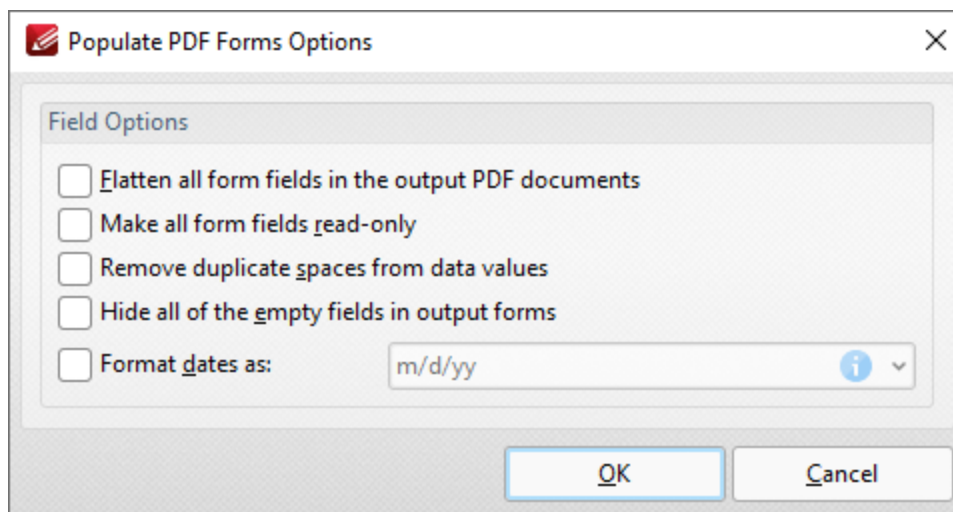 Populate PDF Forms Options
Field Options
Flatten all form fields in the output PDF documents
Make all form fields read-only
Remove duplicate spaces from data values
Hide all of the empty fields in output forms
Format dates as: m/d/yy i
OK Cancel